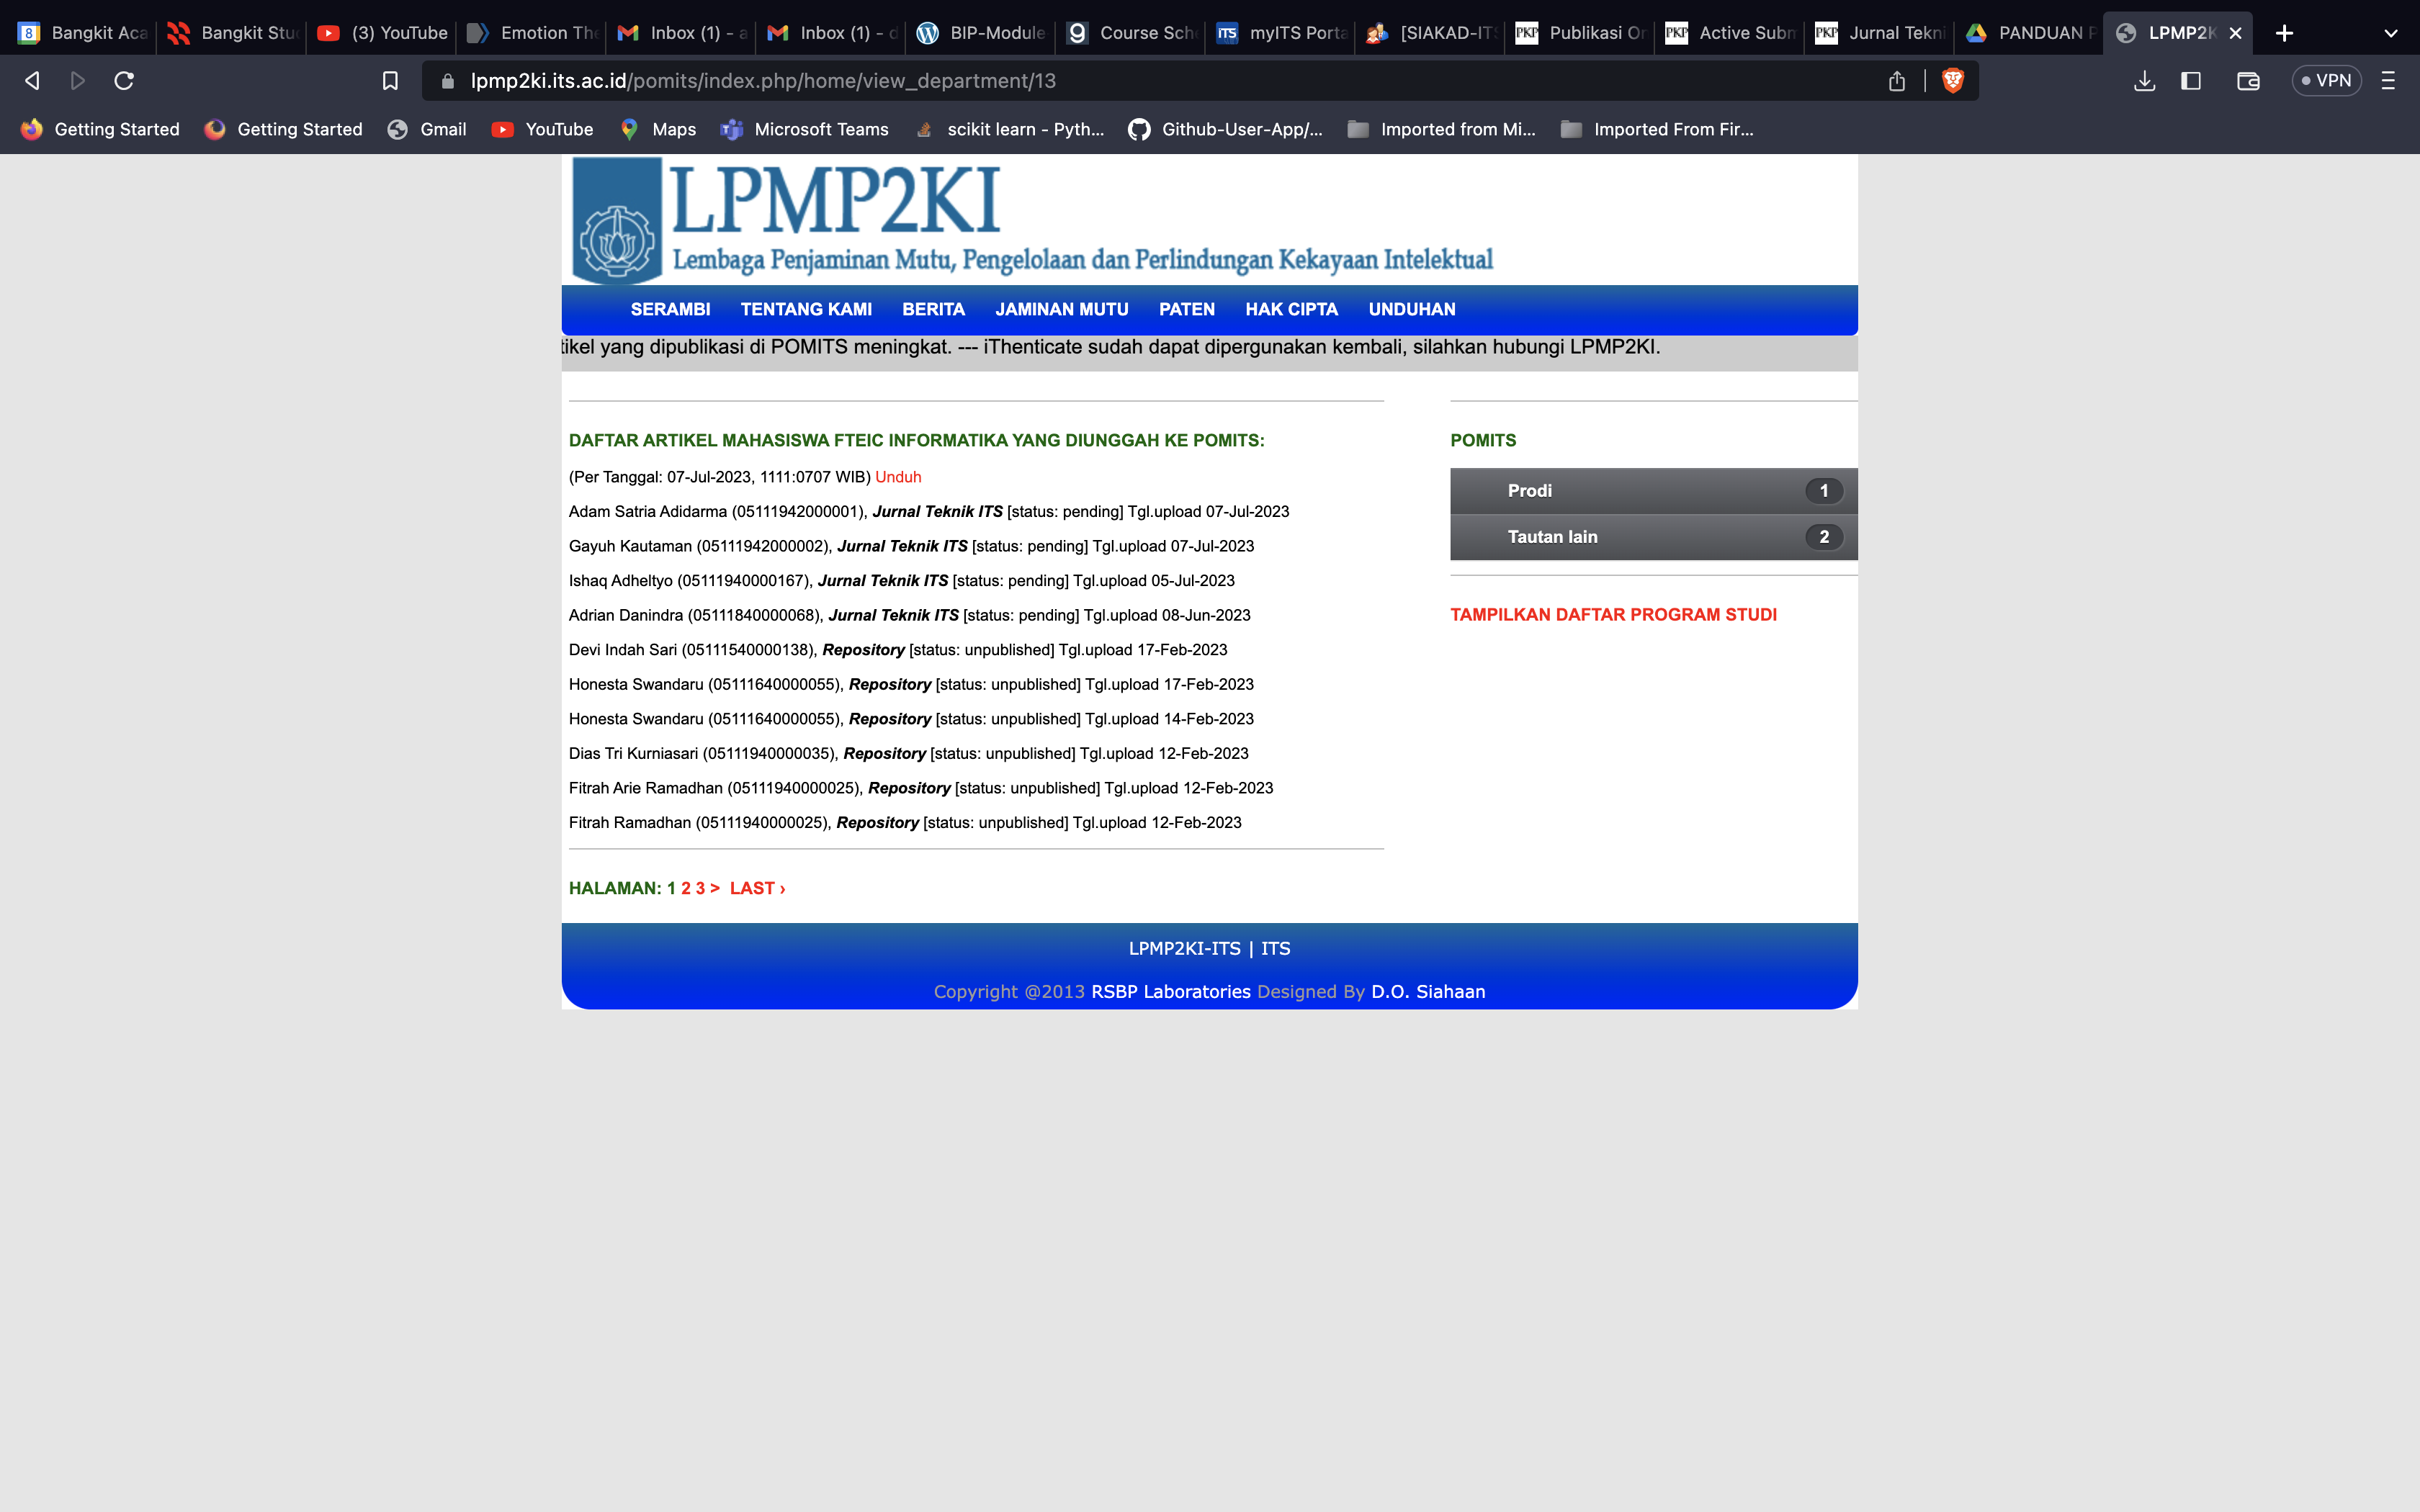 8 Bangkit Aca Bangkit Stu (3) YouTube Emotion The Inbox (1) - a Inbox (1) - d BIP-Module Course Sch ITS myITS Porta [SIAKAD-ITS PKP Publikasi On PKP Active Subm PKP Jurnal Tekni PANDUAN P LPMP2K
lpmp2ki.its.ac.id/pomits/index.php/home/view_department/13 VPN
Getting Started Getting Started Gmail YouTube Maps Microsoft Teams scikit learn - Pyth... Github-User-App/... Imported from Mi... Imported From Fir...
LPMP2KI
Lembaga Penjaminan Mutu, Pengelolaan dan Perlindungan Kekayaan Intelektual
SERAMBI TENTANG KAMI BERITA JAMINAN MUTU PATEN HAK CIPTA UNDUHAN
tikel yang dipublikasi di POMITS meningkat. --- iThenticate sudah dapat dipergunakan kembali, silahkan hubungi LPMP2KI.
DAFTAR ARTIKEL MAHASISWA FTEIC INFORMATIKA YANG DIUNGGAH KE POMITS:
(Per Tanggal: 07-Jul-2023, 1111:0707 WIB) Unduh
Adam Satria Adidarma (05111942000001), Jurnal Teknik ITS [status: pending] Tgl.upload 07-Jul-2023
Gayuh Kautaman (05111942000002), Jurnal Teknik ITS [status: pending] Tgl.upload 07-Jul-2023
Ishaq Adheltyo (05111940000167), Jurnal Teknik ITS [status: pending] Tgl.upload 05-Jul-2023
Adrian Danindra (05111840000068), Jurnal Teknik ITS [status: pending] Tgl.upload 08-Jun-2023
Devi Indah Sari (05111540000138), Repository [status: unpublished] Tgl.upload 17-Feb-2023
Honesta Swandaru (05111640000055), Repository [status: unpublished] Tgl.upload 17-Feb-2023
Honesta Swandaru (05111640000055), Repository [status: unpublished] Tgl.upload 14-Feb-2023
Dias Tri Kurniasari (05111940000035), Repository [status: unpublished] Tgl.upload 12-Feb-2023
Fitrah Arie Ramadhan (05111940000025), Repository [status: unpublished] Tgl.upload 12-Feb-2023
Fitrah Ramadhan (05111940000025), Repository [status: unpublished] Tgl.upload 12-Feb-2023
HALAMAN: 1 2 3 > LAST ›
POMITS
Prodi 1
Tautan lain 2
TAMPILKAN DAFTAR PROGRAM STUDI
LPMP2KI-ITS | ITS
Copyright @2013 RSBP Laboratories Designed By D.O. Siahaan